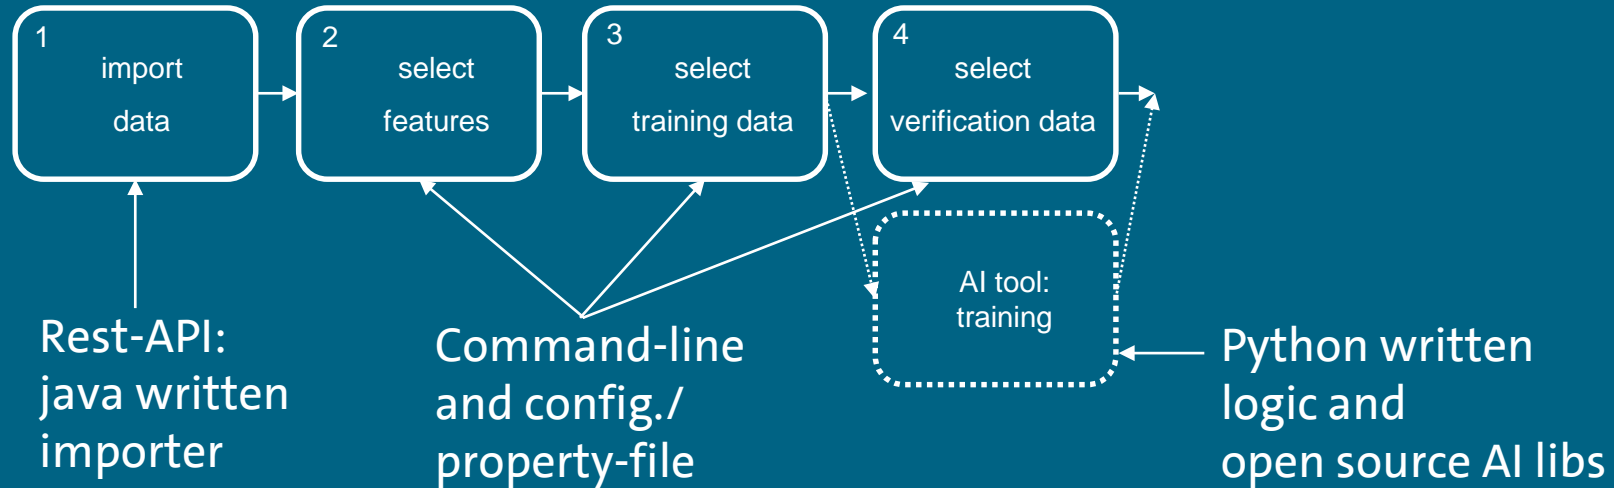 1
import
data
2
select
features
3
select
training data
4
select
verification data
AI tool:
training
Rest-API:
java written
importer
Command-line
and config./
property-file
Python written
logic and
open source AI libs